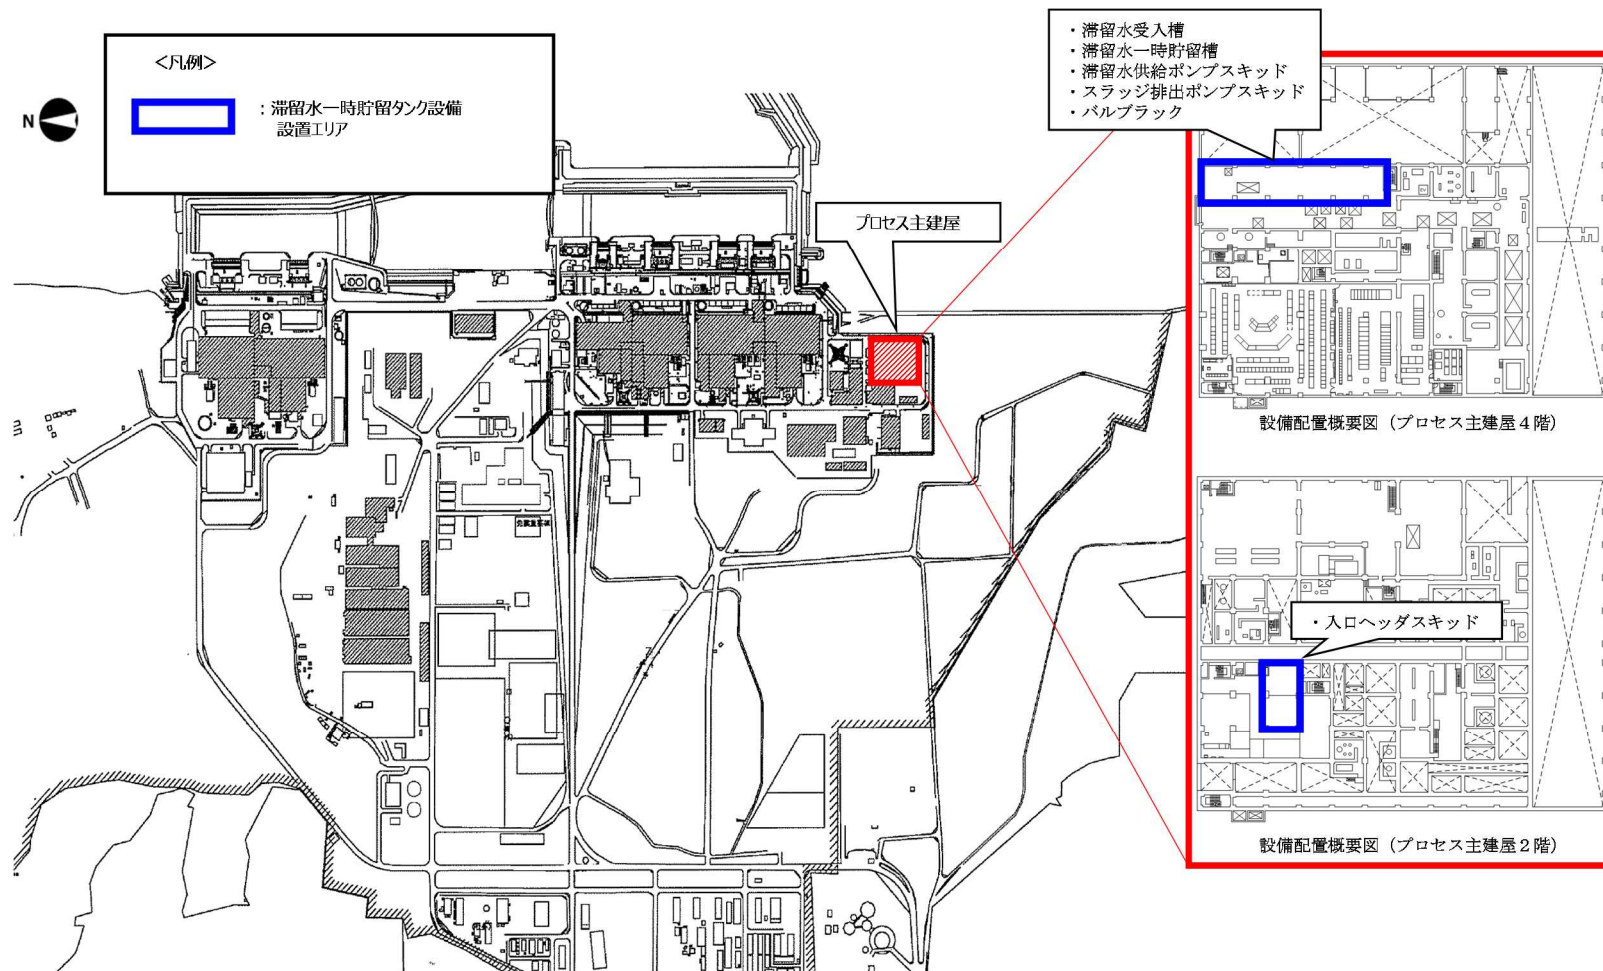 <凡例>
：滞留水一時貯留タンク設備
設置エリア
N
プロセス主建屋
・滞留水受入槽
・滞留水一時貯留槽
・滞留水供給ポンプスキッド
・スラッジ排出ポンプスキッド
・バルブラック
設備配置概要図（プロセス主建屋４階）
・入口ヘッダスキッド
設備配置概要図（プロセス主建屋２階）